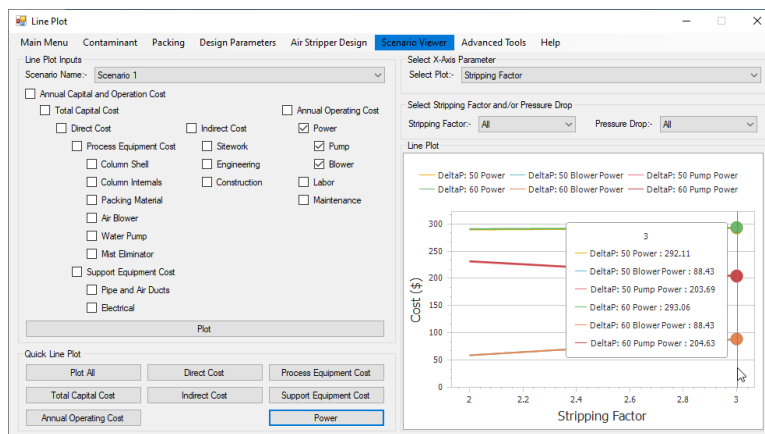 Line Plot
Main Menu Contaminant Packing Design Parameters Air Stripper Design Scenario Viewer Advanced Tools Help
Line Plot Inputs
Scenario Name:- Scenario 1
Annual Capital and Operation Cost
Total Capital Cost Annual Operating Cost
Direct Cost Indirect Cost Power
Process Equipment Cost Sitework Pump
Column Shell Engineering Blower
Column Internals Construction Labor
Packing Material Maintenance
Air Blower
Water Pump
Mist Eliminator
Support Equipment Cost
Pipe and Air Ducts
Electrical
Plot
Quick Line Plot
Plot All Direct Cost Process Equipment Cost
Total Capital Cost Indirect Cost Support Equipment Cost
Annual Operating Cost Power
Select X-Axis Parameter
Select Plot:- Stripping Factor
Select Stripping Factor and/or Pressure Drop
Stripping Factor:- All Pressure Drop:- All
Line Plot
DeltaP: 50 Power DeltaP: 50 Blower Power DeltaP: 50 Pump Power
DeltaP: 60 Power DeltaP: 60 Blower Power DeltaP: 60 Pump Power
300
250
200
150
100
50
0
Cost ($)
3
DeltaP: 50 Power : 292.11
DeltaP: 50 Blower Power : 88.43
DeltaP: 50 Pump Power : 203.69
DeltaP: 60 Power : 293.06
DeltaP: 60 Blower Power : 88.43
DeltaP: 60 Pump Power : 204.63
2 2.2 2.4 2.6 2.8 3
Stripping Factor